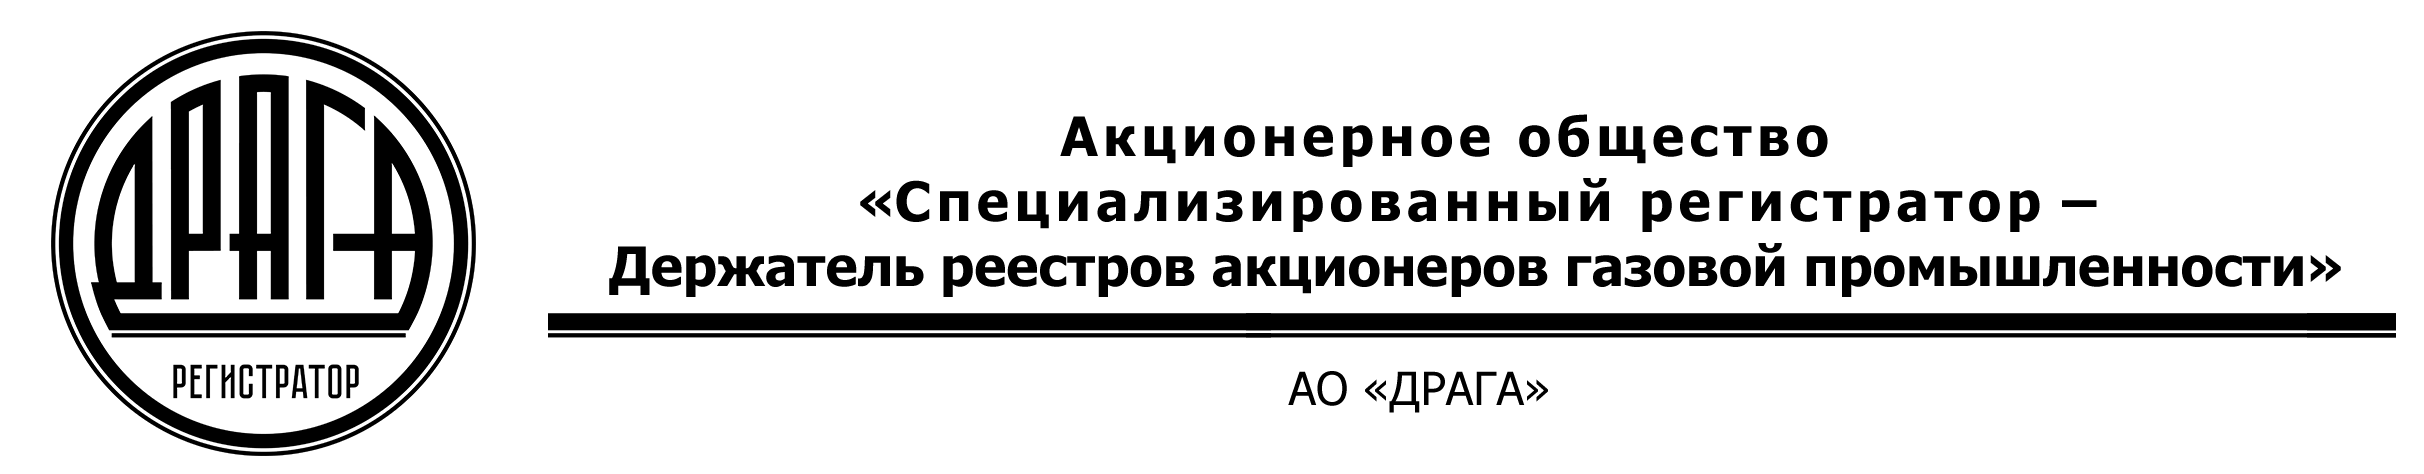 ДРАГА
РЕГИСТРАТОР
Акционерное общество
«Специализированный регистратор –
Держатель реестров акционеров газовой промышленности»
АО «ДРАГА»